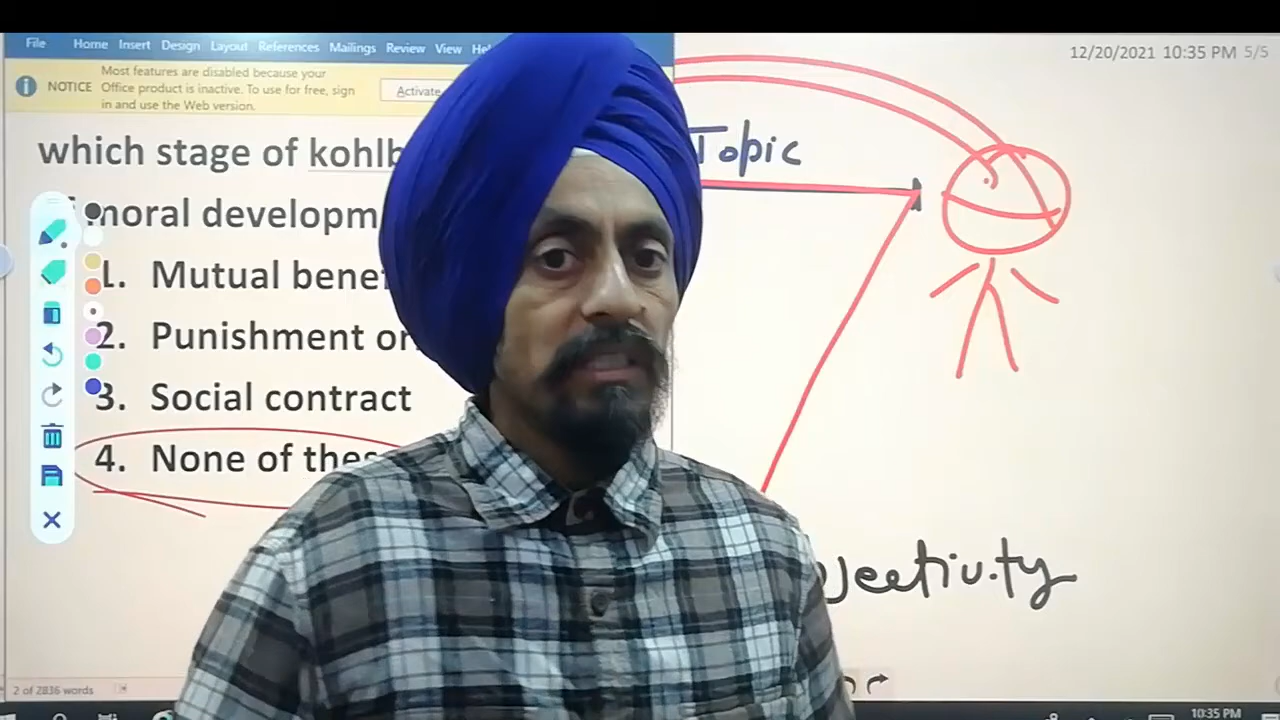 File Home Insert Design Layout References Mailings Review View
12/20/2021 10:35 PM 5/5
NOTICE
Most features are disabled because your
Office product is inactive. To use for free, sign
in and use the Web version.
Activate
which stage of kohlb
moral developm
1. Mutual benef
2. Punishment or
3. Social contract
4. None of thes
Topic
2 of 2836 words
10:35 PM